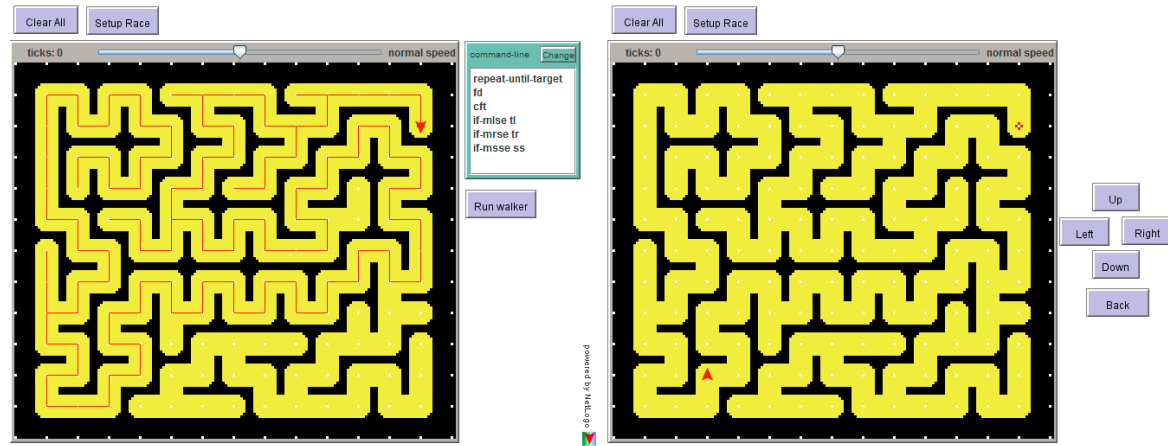 Clear All
Setup Race
ticks: 0
normal speed
command-line
Change
repeat-until-target
fd
cft
if-mlse tl
if-mrse tr
if-msse ss
Run walker
powered by NetLogo
Clear All
Setup Race
ticks: 0
normal speed
Up
Left
Right
Down
Back